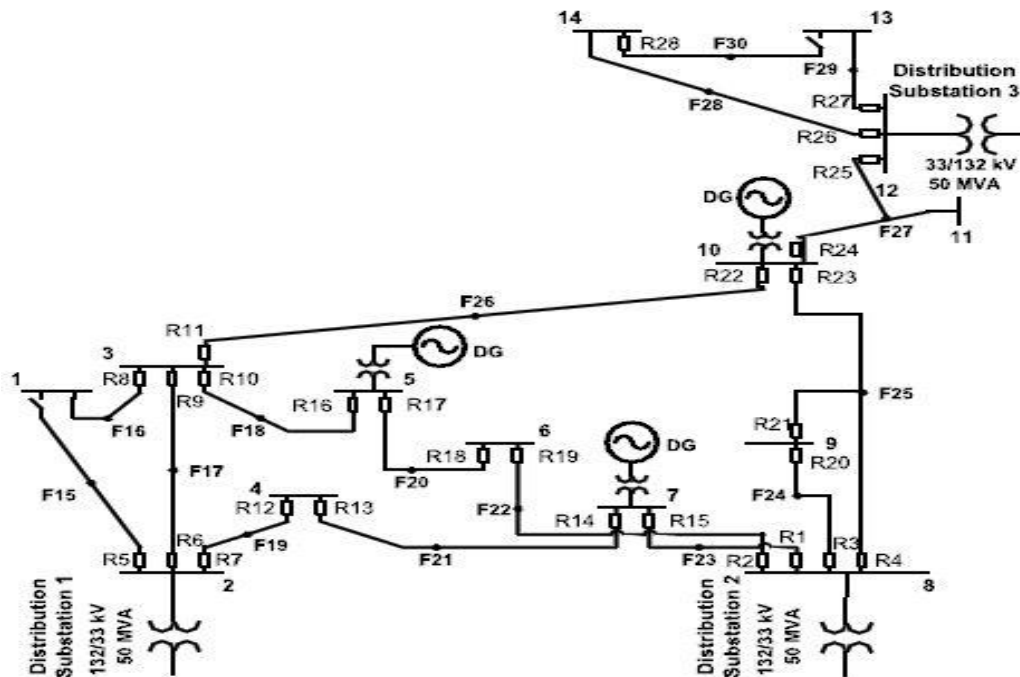 14
13
R28
F30
F29
Distribution
Substation 3
F28
R27
R26
R25
33/132 kV
50 MVA
12
DG
F27
11
10
R24
R22
R23
F26
R11
DG
3
R8
R10
5
1
R9
R16
R17
F25
F16
F18
R21
6
DG
9
R18
R19
R20
F17
F15
F20
4
7
F24
R12
R13
F22
R14
R15
F19
R6
R1
R3
R5
R7
F21
F23
R2
R4
2
8
Distribution
Substation 1
132/33 kV
50 MVA
Distribution
Substation 2
132/33 kV
50 MVA